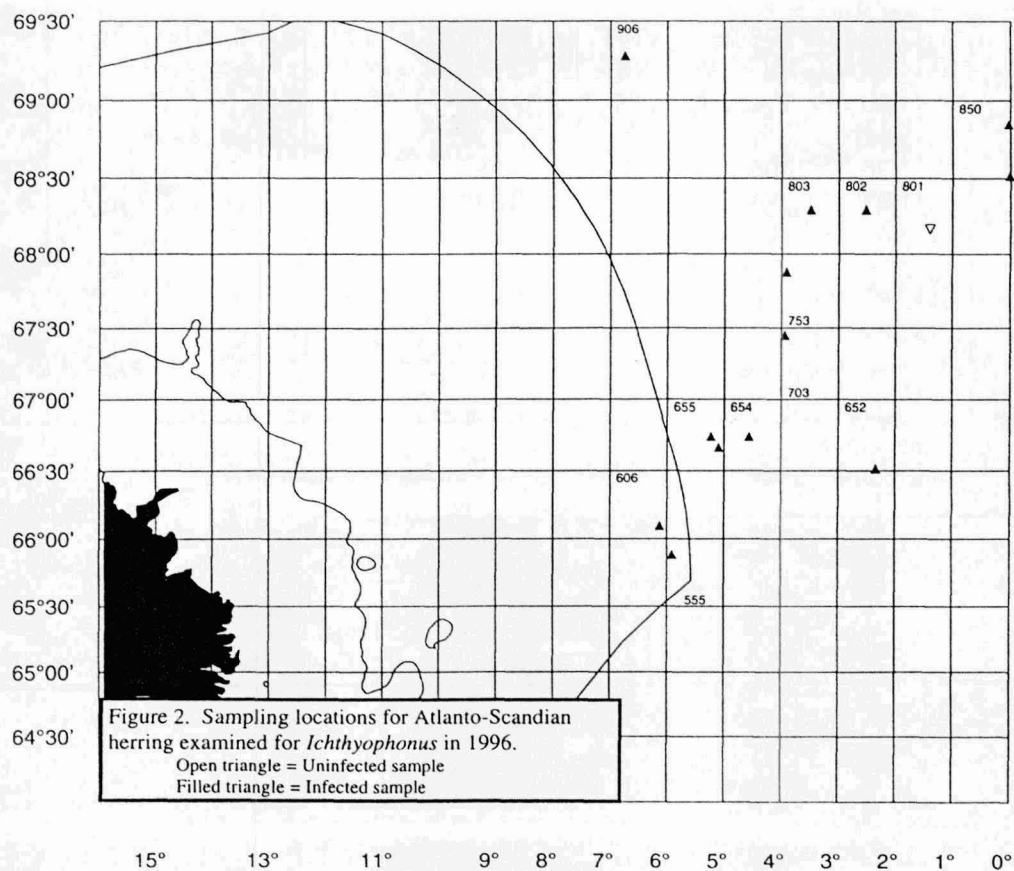 69°30'
906
69°00'
850
68°30'
803 802 801
68°00'
67°30'
753
703
67°00'
655 654 652
66°30'
606
66°00'
65°30'
555
65°00'
64°30'
Figure 2. Sampling locations for Atlanto-Scandian
herring examined for Ichthyophonus in 1996.
Open triangle = Uninfected sample
Filled triangle = Infected sample
15° 13° 11° 9° 7° 6° 5° 4° 3° 2° 1° 0°